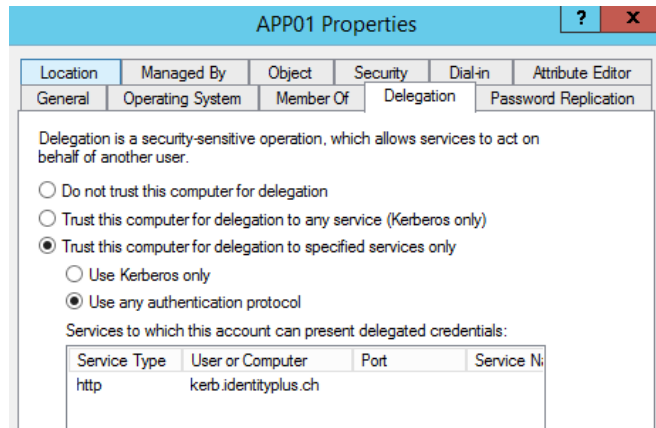 APP01 Properties
? x
Location Managed By Object Security Dial-in Attribute Editor
General Operating System Member Of Delegation Password Replication
Delegation is a security-sensitive operation, which allows services to act on
behalf of another user.
Do not trust this computer for delegation
Trust this computer for delegation to any service (Kerberos only)
Trust this computer for delegation to specified services only
Use Kerberos only
Use any authentication protocol
Services to which this account can present delegated credentials:
Service Type User or Computer Port Service
http kerb.identityplus.ch